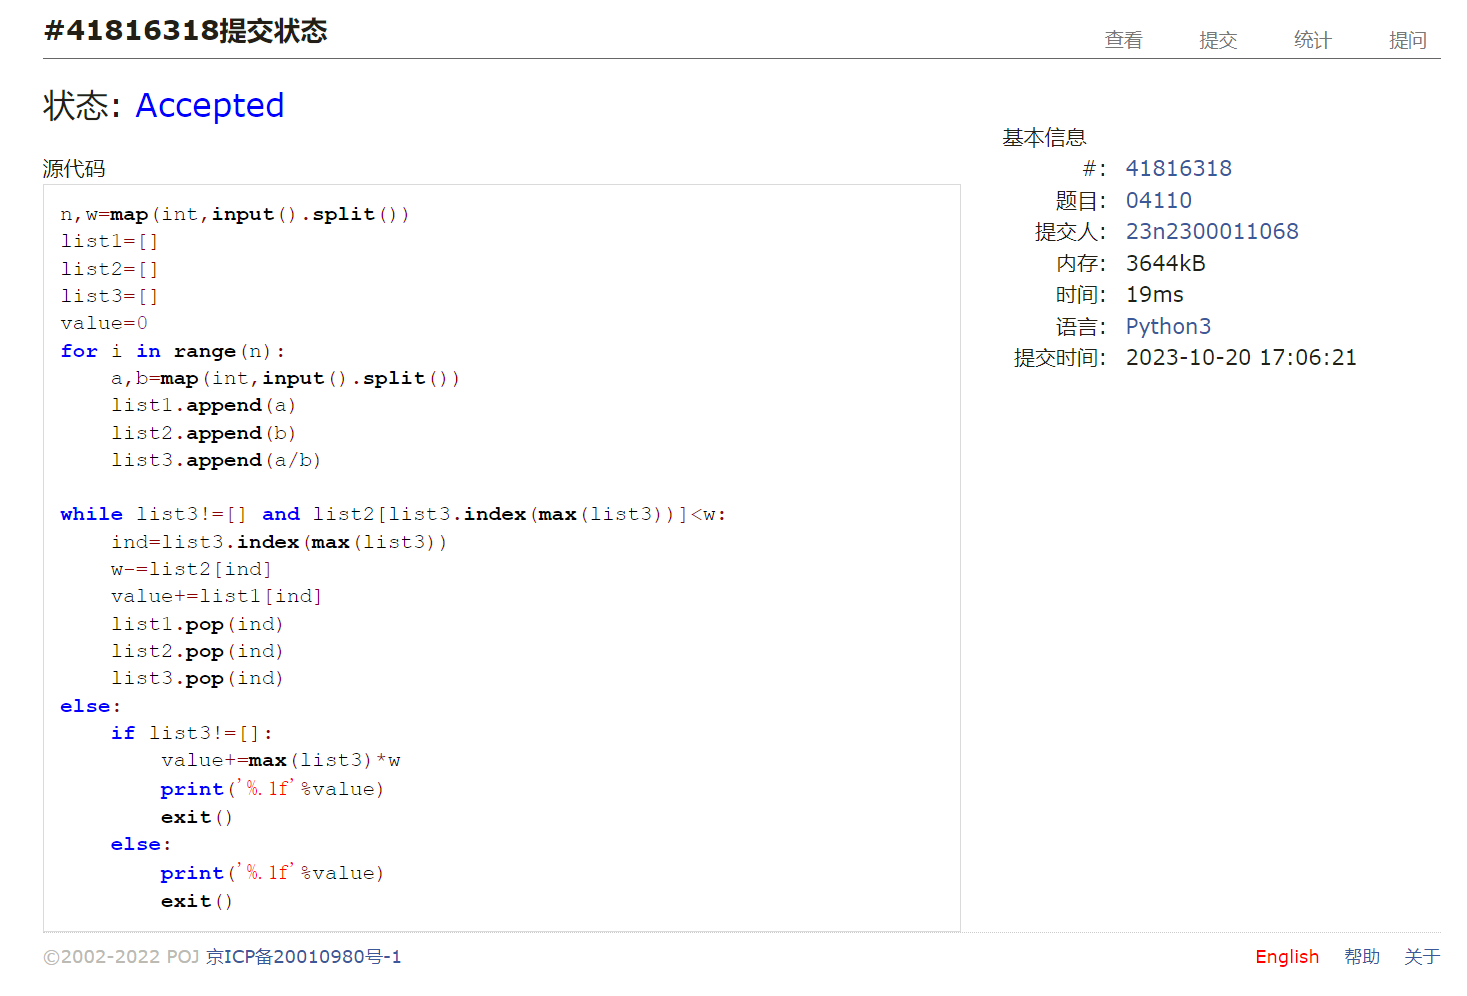 #41816318提交状态
查看 提交 统计 提问
状态: Accepted
源代码
n,w=map(int,input().split())
list1=[]
list2=[]
list3=[]
value=0
for i in range(n):
    a,b=map(int,input().split())
    list1.append(a)
    list2.append(b)
    list3.append(a/b)
while list3!=[] and list2[list3.index(max(list3))]<w:
    ind=list3.index(max(list3))
    w-=list2[ind]
    value+=list1[ind]
    list1.pop(ind)
    list2.pop(ind)
    list3.pop(ind)
else:
    if list3!=[]:
        value+=max(list3)*w
        print('%.1f'%value)
        exit()
    else:
        print('%.1f'%value)
        exit()
基本信息
#: 41816318
题目: 04110
提交人: 23n2300011068
内存: 3644kB
时间: 19ms
语言: Python3
提交时间: 2023-10-20 17:06:21
©2002-2022 POJ 京ICP备20010980号-1
English 帮助 关于